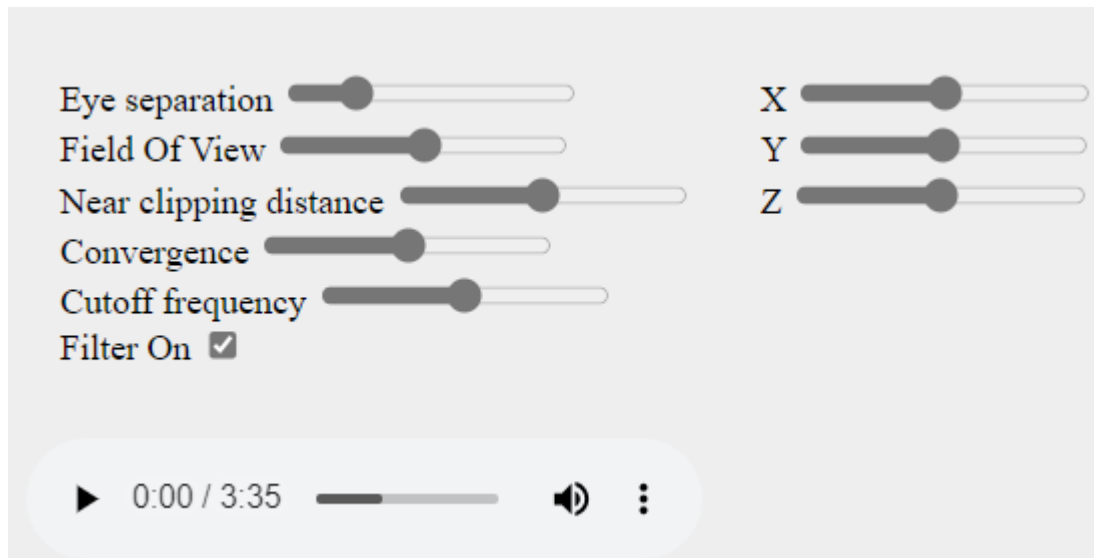 Eye separation
Field Of View
Near clipping distance
Convergence
Cutoff frequency
Filter On
X
Y
Z
0:00 / 3:35